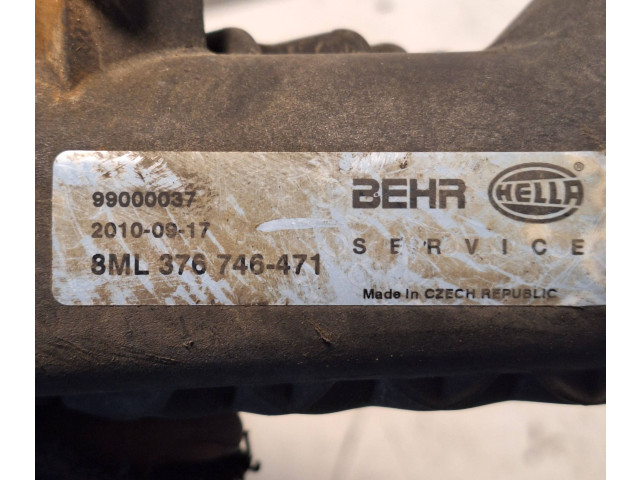 99000037
2010-09-17
8ML 376 746-471
BEHR HELLA
SERVICE
Made in CZECH REPUBLIC